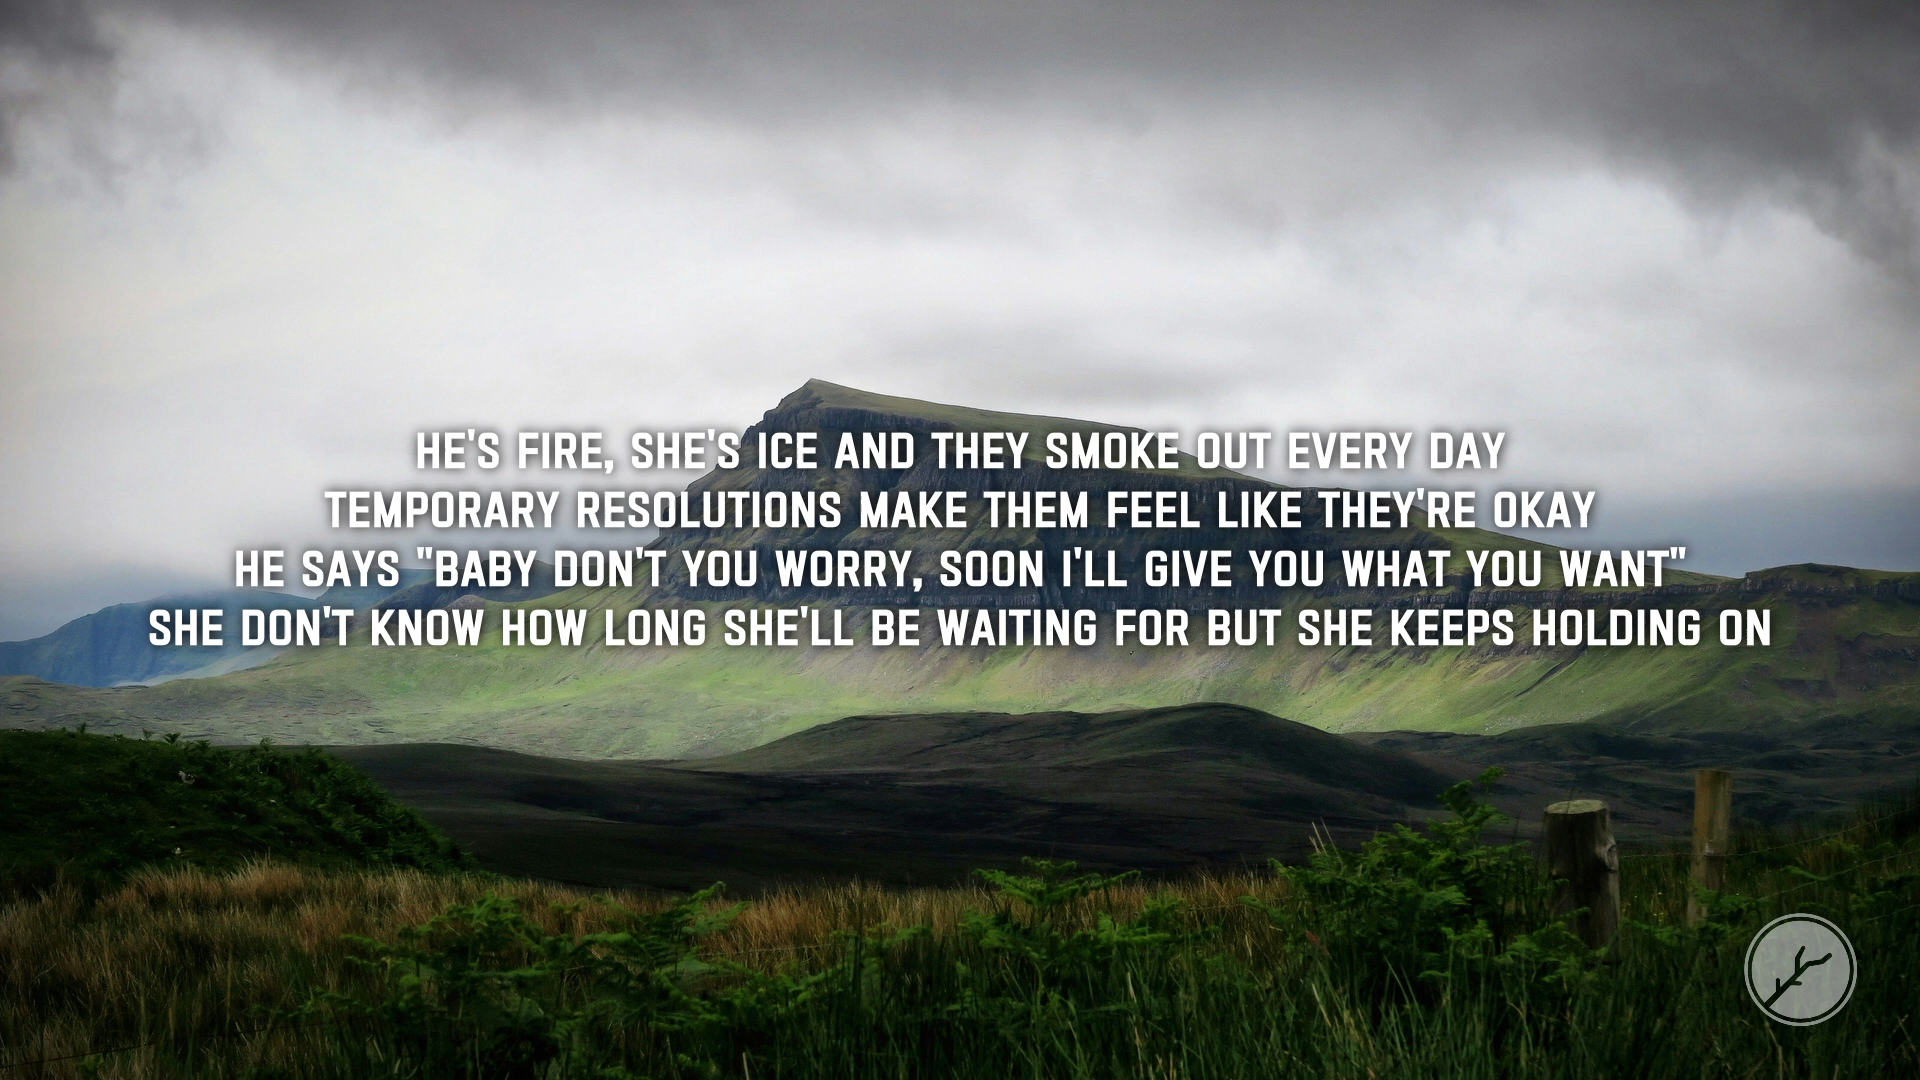 HE'S FIRE, SHE'S ICE AND THEY SMOKE OUT EVERY DAY
TEMPORARY RESOLUTIONS MAKE THEM FEEL LIKE THEY'RE OKAY
HE SAYS "BABY DON'T YOU WORRY, SOON I'LL GIVE YOU WHAT YOU WANT"
SHE DON'T KNOW HOW LONG SHE'LL BE WAITING FOR BUT SHE KEEPS HOLDING ON